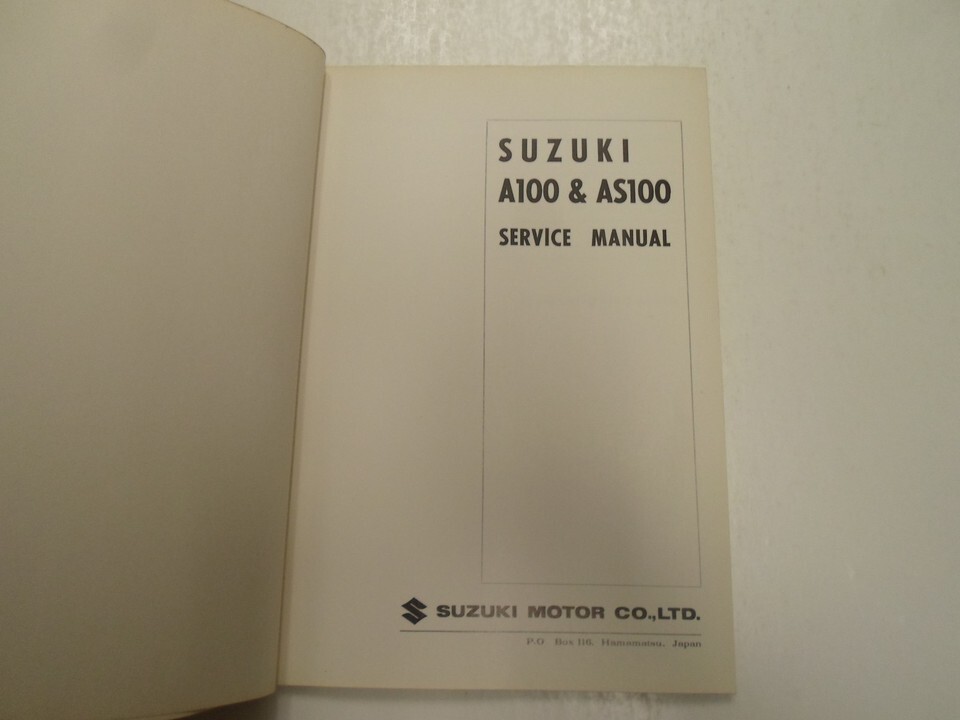 SUZUKI
A100 & AS100
SERVICE MANUAL
SUZUKI MOTOR CO.,LTD.
P.O. Box 116, Hamamatsu, Japan